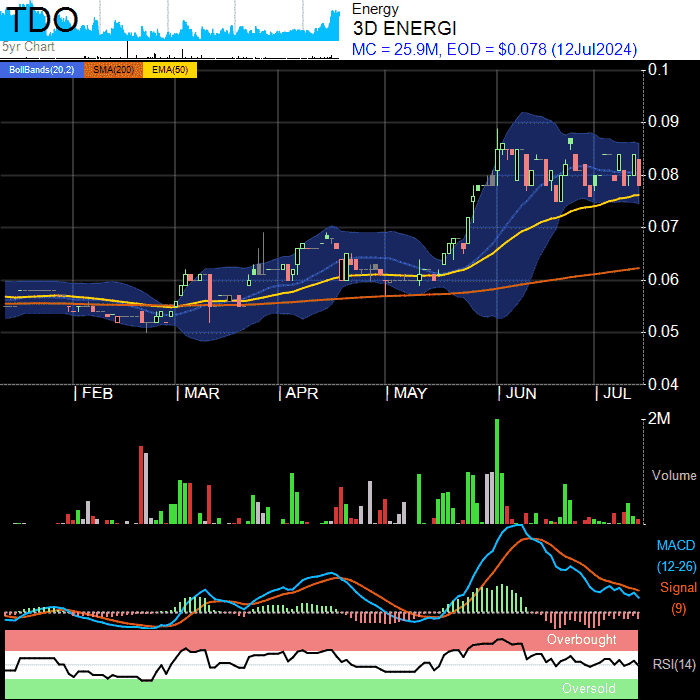 TDO
5yr Chart
Energy
3D ENERGI
MC = 25.9M, EOD = $0.078 (12Jul2024)
BollBands(20,2) SMA(200) EMA(50)
0.1
0.09
0.08
0.07
0.06
0.05
0.04
| FEB | MAR | APR | MAY | JUN | JUL
2M
Volume
MACD
(12-26)
Signal
(9)
Overbought
RSI(14)
Oversold